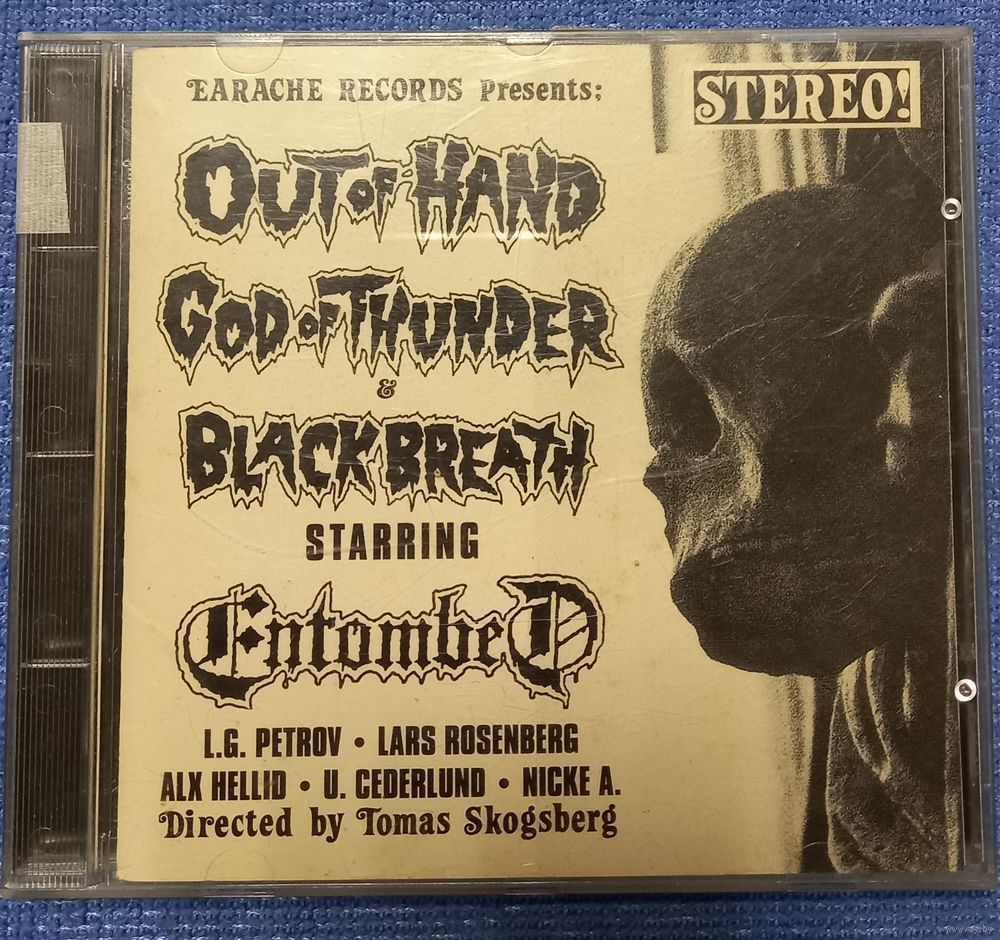 EARACHE RECORDS Presents:
STEREO!
OUT OF HAND
GOD OF THUNDER
&
BLACK BREATH
STARRING
ENTOMBED
L.G. PETROV • LARS ROSENBERG
ALX HELLID • U. CEDERLUND • NICKE A.
Directed by Tomas Skogsberg